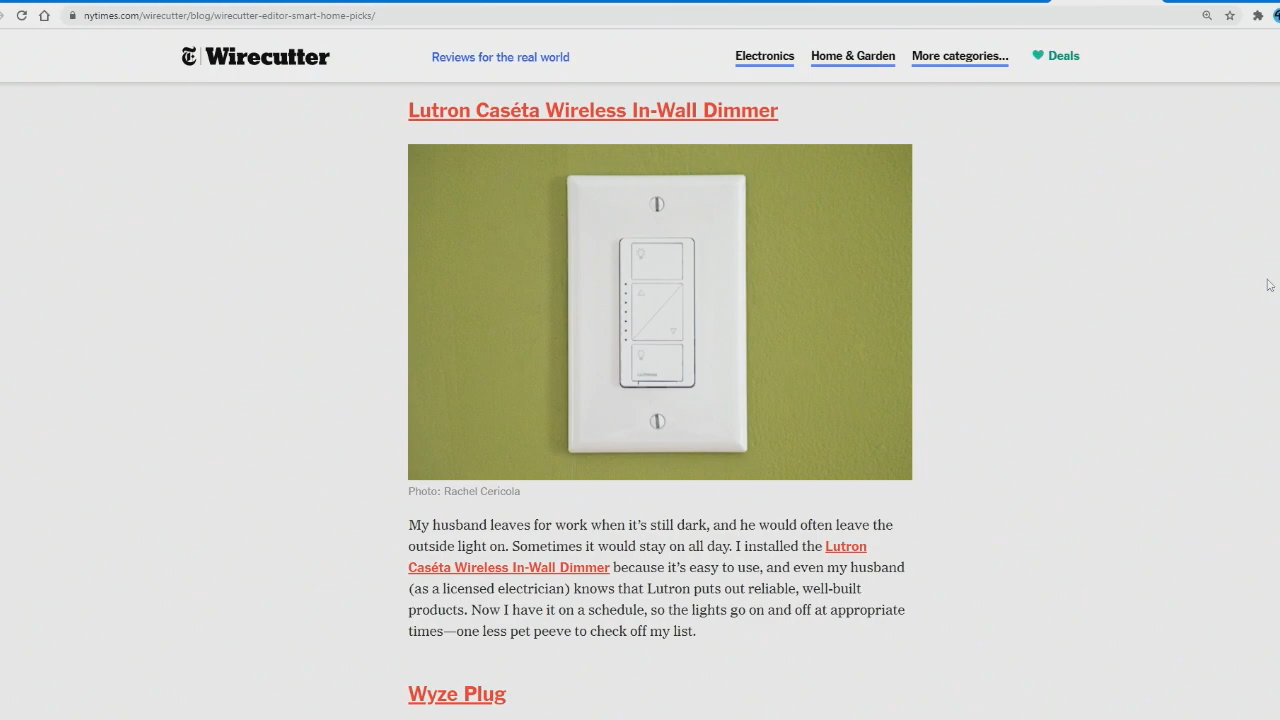 nytimes.com/wirecutter/blog/wirecutter-editor-smart-home-picks/
Wirecutter
Reviews for the real world
Electronics
Home & Garden
More categories...
Deals
Lutron Caséta Wireless In-Wall Dimmer
LUTRON
Photo: Rachel Cericola
My husband leaves for work when it’s still dark, and he would often leave the
outside light on. Sometimes it would stay on all day. I installed the Lutron
Caséta Wireless In-Wall Dimmer because it’s easy to use, and even my husband
(as a licensed electrician) knows that Lutron puts out reliable, well-built
products. Now I have it on a schedule, so the lights go on and off at appropriate
times—one less pet peeve to check off my list.
Wyze Plug